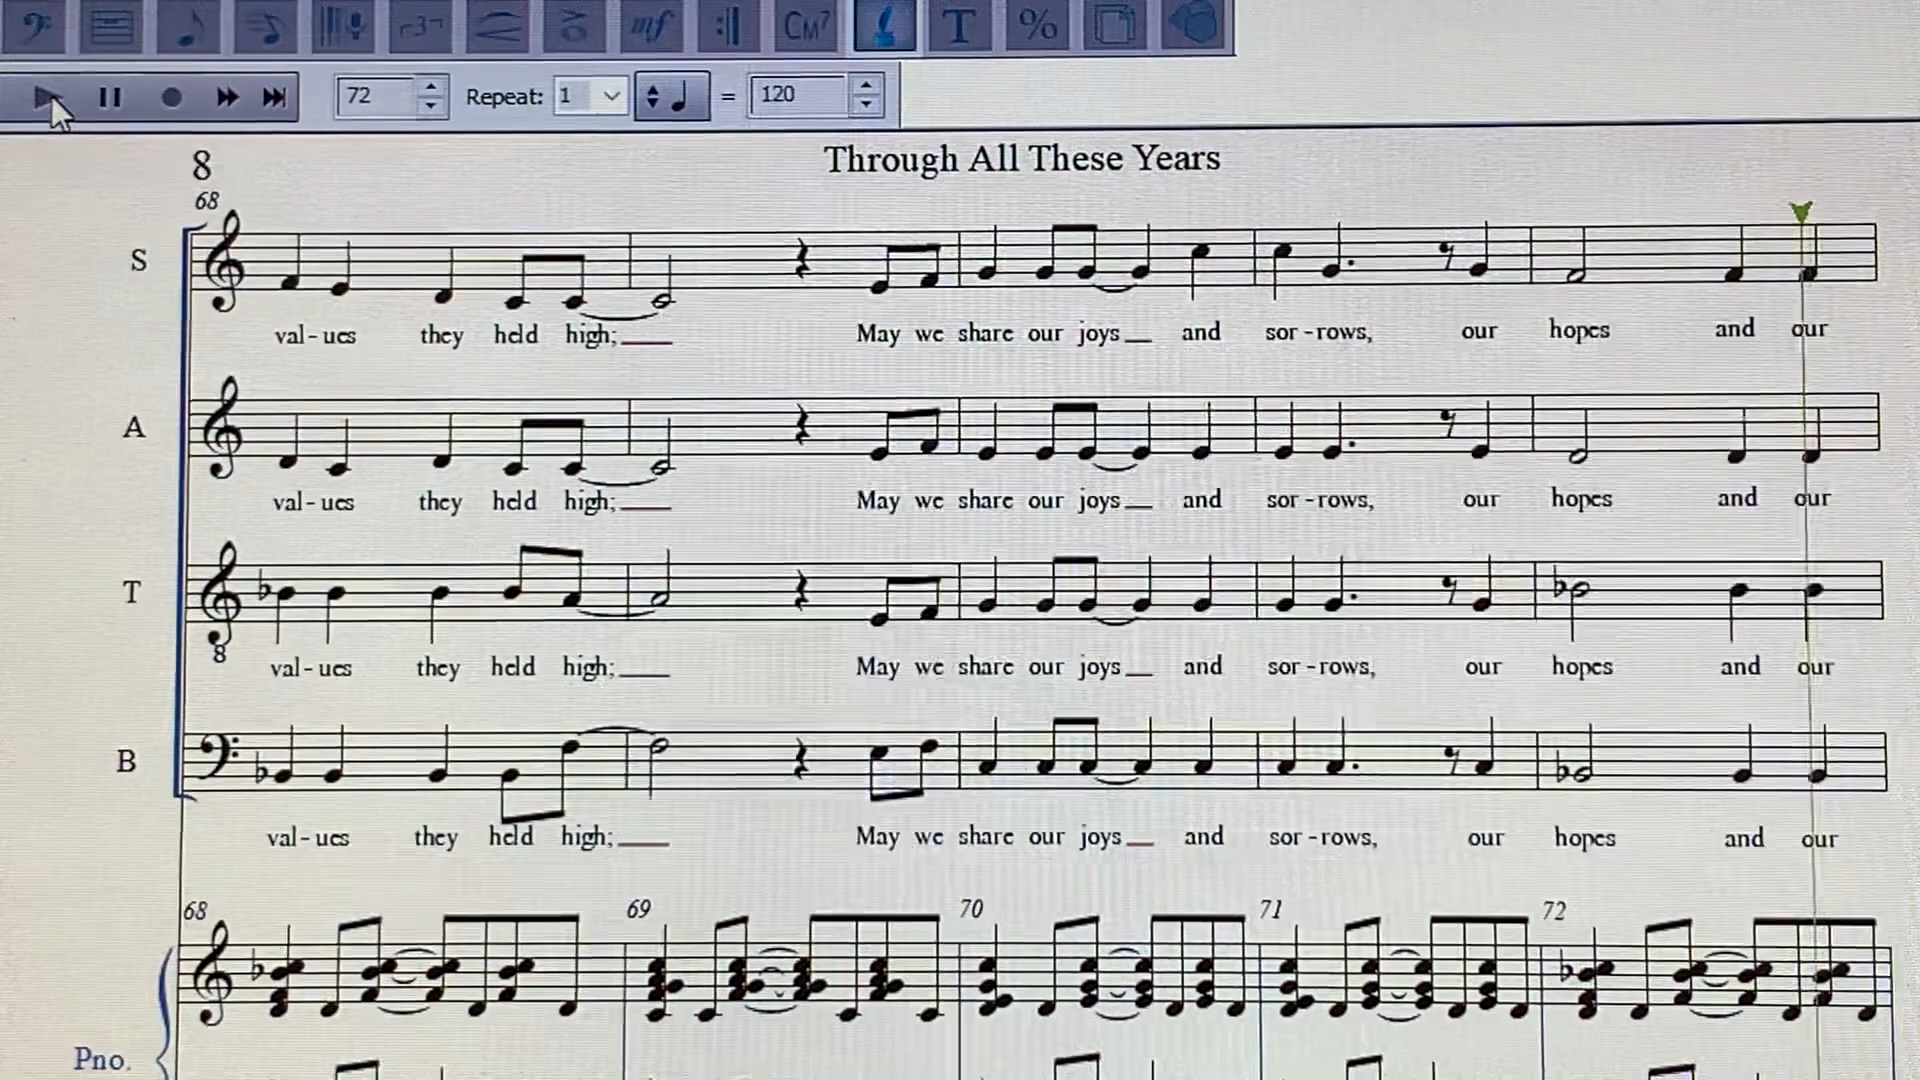 mf CM7 T %
72 Repeat: 1 = 120
8 Through All These Years
68
S
val-ues they held high; May we share our joys and sor-rows, our hopes and our
A
val-ues they held high; May we share our joys and sor-rows, our hopes and our
T
8
val-ues they held high; May we share our joys and sor-rows, our hopes and our
B
val-ues they held high; May we share our joys and sor-rows, our hopes and our
68 69 70 71 72
Pno.